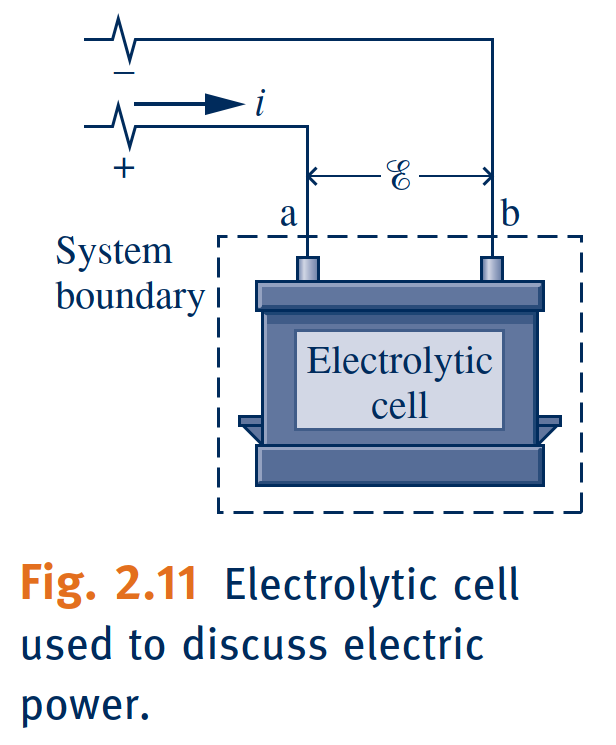 −
i
+
ℰ
a
b
System
boundary
Electrolytic
cell
Fig. 2.11 Electrolytic cell
used to discuss electric
power.